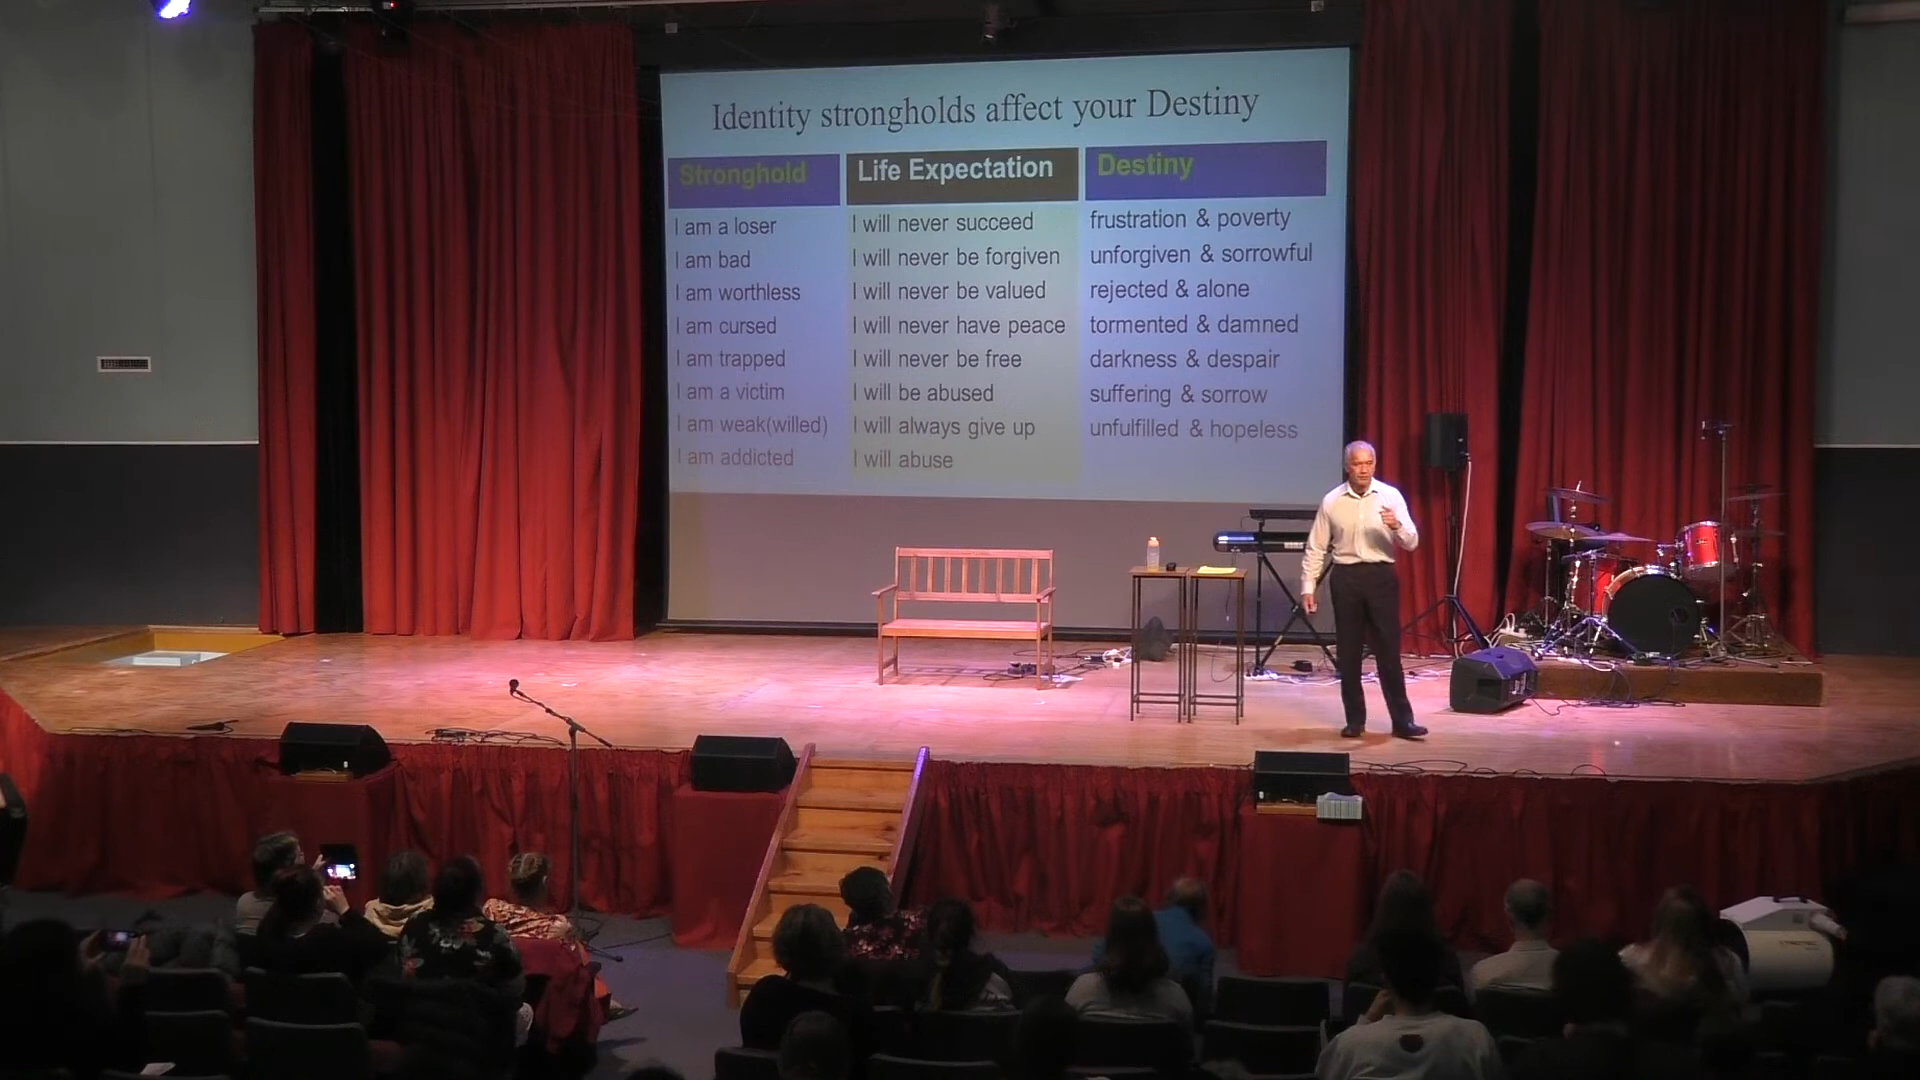 Identity strongholds affect your Destiny
Stronghold Life Expectation Destiny
I am a loser I will never succeed frustration & poverty
I am bad I will never be forgiven unforgiven & sorrowful
I am worthless I will never be valued rejected & alone
I am cursed I will never have peace tormented & damned
I am trapped I will never be free darkness & despair
I am a victim I will be abused suffering & sorrow
I am weak(willed) I will always give up unfulfilled & hopeless
I am addicted I will abuse